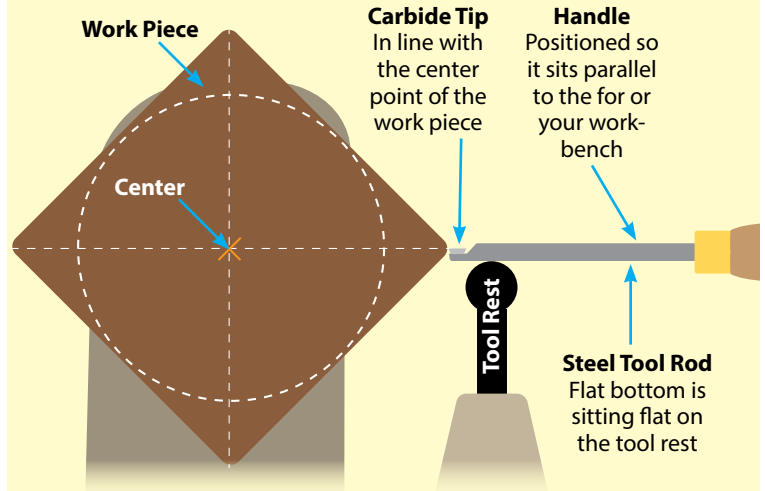 Work Piece
Center
Carbide Tip
In line with
the center
point of the
work piece
Handle
Positioned so
it sits parallel
to the for or
your work-
bench
Tool Rest
Steel Tool Rod
Flat bottom is
sitting flat on
the tool rest